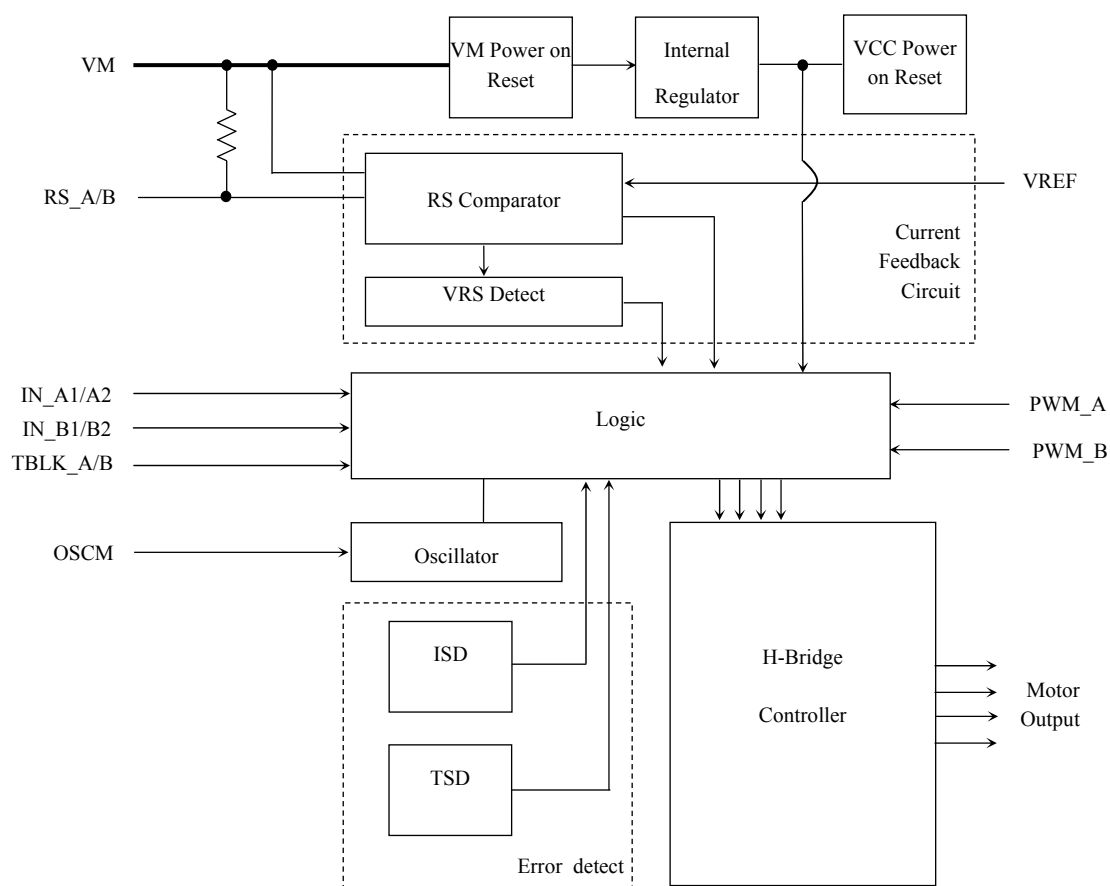 VM
VM Power on
Reset
Internal
Regulator
VCC Power
on Reset
RS_A/B
RS Comparator
VREF
Current
Feedback
Circuit
VRS Detect
IN_A1/A2
IN_B1/B2
TBLK_A/B
Logic
PWM_A
PWM_B
OSCM
Oscillator
ISD
TSD
Error detect
H-Bridge
Controller
Motor
Output